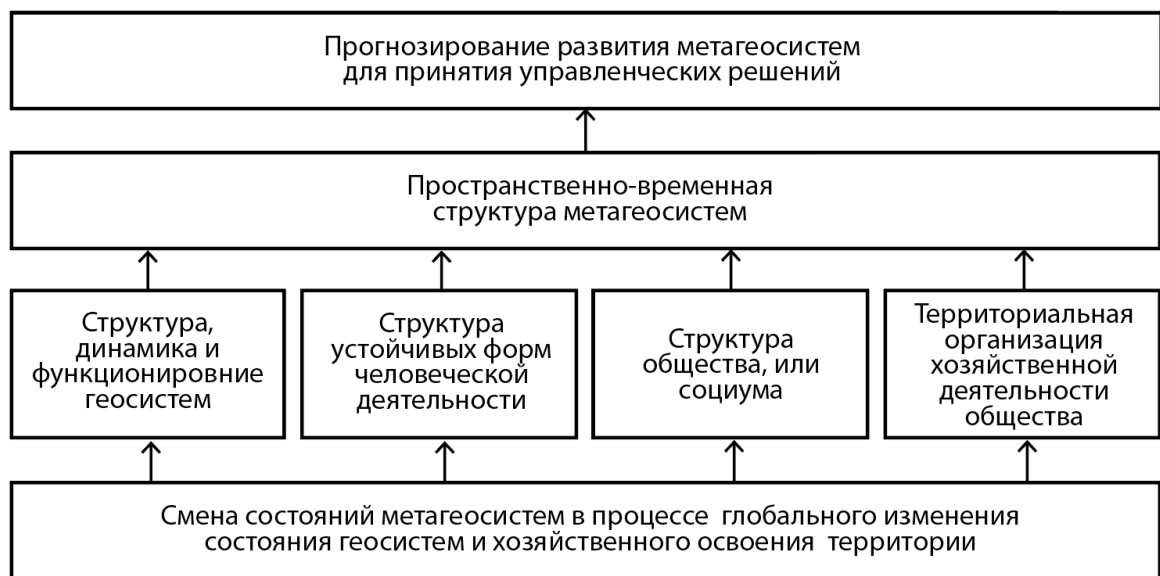 Прогнозирование развития метагеосистем
для принятия управленческих решений
Пространственно-временная
структура метагеосистем
Структура,
динамика и
функционировние
геосистем
Структура
устойчивых форм
человеческой
деятельности
Структура
общества, или
социума
Территориальная
организация
хозяйственной
деятельности
общества
Смена состояний метагеосистем в процессе глобального изменения
состояния геосистем и хозяйственного освоения территории